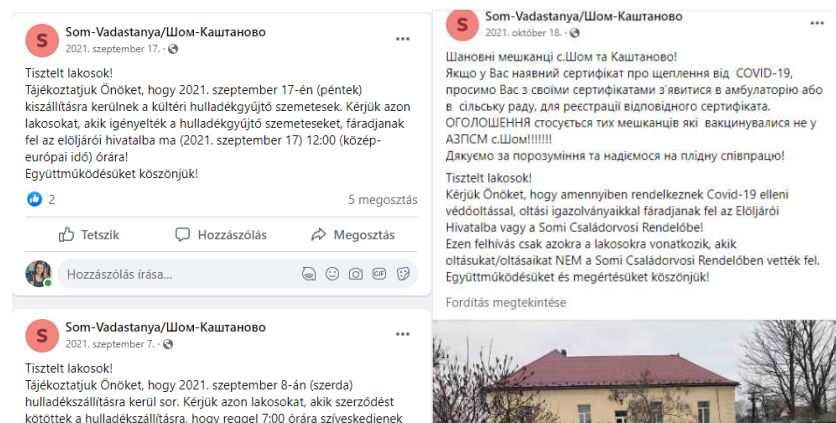 Som-Vadastanya/Шом-Каштаново
2021. szeptember 17. ·
Tisztelt lakosok!
Tájékoztatjuk Önöket, hogy 2021. szeptember 17-én (péntek)
kiszállításra kerülnek a kültéri hulladékgyűjtő szemetesek. Kérjük azon
lakosokat, akik igényelték a hulladékgyűjtő szemeteseket, fáradjanak
fel az elöljárói hivatalba ma (2021. szeptember 17) 12:00 (közép-
európai idő) órára!
Együttműködésüket köszönjük!
2
5 megosztás
Tetszik
Hozzászólás
Megosztás
Hozzászólás írása...
GIF
S
Som-Vadastanya/Шом-Каштаново
2021. szeptember 7. ·
Tisztelt lakosok!
Tájékoztatjuk Önöket, hogy 2021. szeptember 8-án (szerda)
hulladékszállításra kerül sor. Kérjük azon lakosokat, akik szerződést
kötöttek a hulladékszállításra, hogy reggel 7:00 órára szíveskedjenek
S
S
Som-Vadastanya/Шом-Каштаново
2021. október 18. ·
Шановні мешканці с.Шом та Каштаново!
Якщо у Вас наявний сертифікат про щеплення від COVID-19,
просимо Вас з своїми сертифікатами з’явитися в амбулаторію або
в сільську раду, для реєстрації відповідного сертифіката.
ОГОЛОШЕННЯ стосується тих мешканців які вакцинувалися не у
АЗПСМ с.Шом!!!!!!!
Дякуємо за порозуміння та надіємося на плідну співпрацю!
Tisztelt lakosok!
Kérjük Önöket, hogy amennyiben rendelkeznek Covid-19 elleni
védőoltással, oltási igazolványaikkal fáradjanak fel az Elöljárói
Hivatalba vagy a Somi Családorvosi Rendelőbe!
Ezen felhívás csak azokra a lakosokra vonatkozik, akik
oltásukat/oltásaikat NEM a Somi Családorvosi Rendelőben vették fel.
Együttműködésüket és megértésüket köszönjük!
Fordítás megtekintése